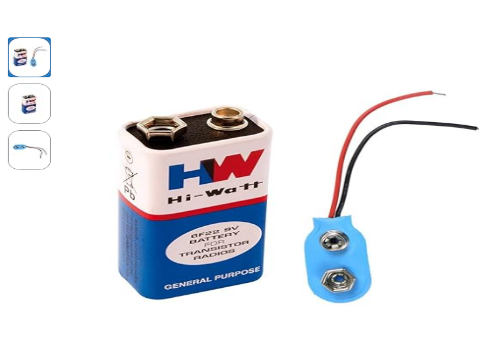 HW
Hi-Watt
6F22 9V
BATTERY
FOR
TRANSISTOR
RADIOS
GENERAL PURPOSE